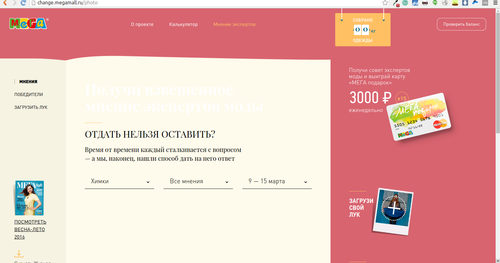 change.megamall.ru/photo
МЕГА
О проекте
Калькулятор
Мнение экспертов
Проверить баланс
СОБРАНО
0 0 кг
ОДЕЖДЫ
МНЕНИЯ
ПОБЕДИТЕЛИ
ЗАГРУЗИТЬ ЛУК
ОТДАТЬ НЕЛЬЗЯ ОСТАВИТЬ?
Время от времени каждый сталкивается с вопросом
— а мы, наконец, нашли способ дать на него ответ
Химки
Все мнения
9 — 15 марта
ПОСМОТРЕТЬ
ВЕСНА-ЛЕТО
2016
Получи совет экспертов
моды и выиграй карту
«МЕГА подарок»
3000 ₽
еженедельно
ЗАГРУЗИ
СВОЙ
ЛУК